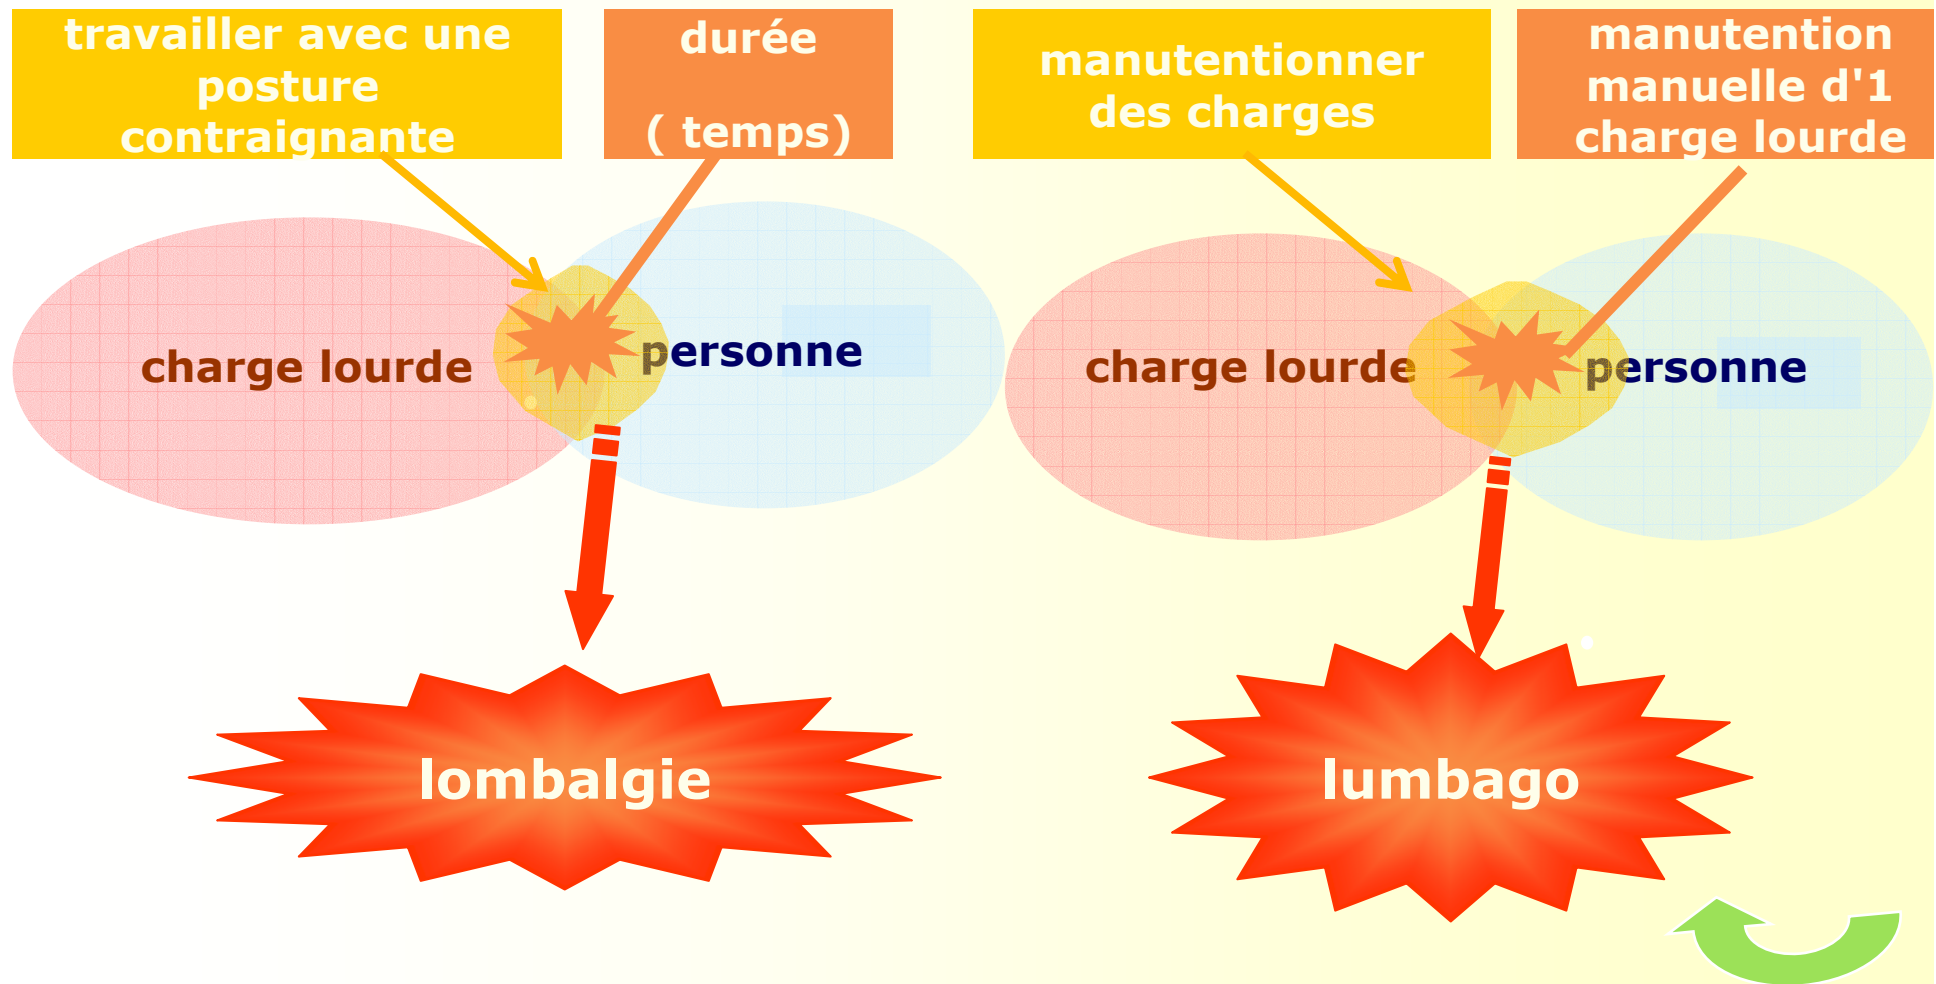 travailler avec une
posture
contraignante
durée
( temps)
manutentionner
des charges
manutention
manuelle d'1
charge lourde
charge lourde
personne
charge lourde
personne
lombalgie
lumbago